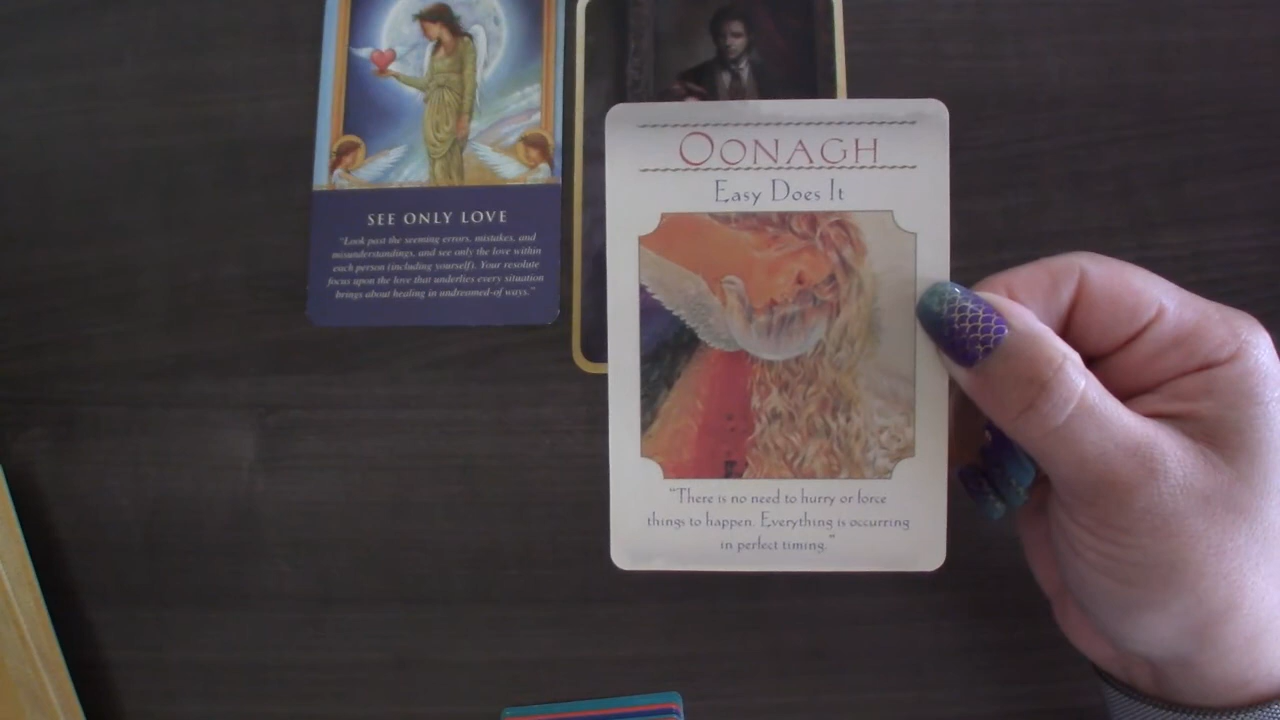 SEE ONLY LOVE
"Look past the seeming errors, mistakes, and
misunderstandings, and see only the love within
each person (including yourself). Your resolute
focus upon the love that underlies every situation
brings about healing in undreamed-of ways."
OONAGH
Easy Does It
"There is no need to hurry or force
things to happen. Everything is occurring
in perfect timing."